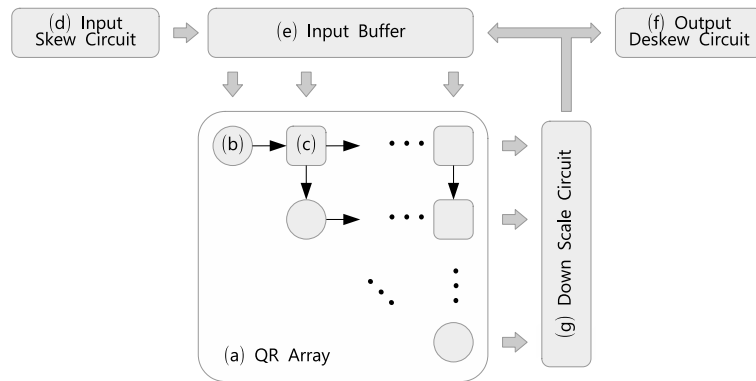 (d) Input
Skew Circuit
(e) Input Buffer
(f) Output
Deskew Circuit
(b)
(c)
(g) Down Scale Circuit
(a) QR Array